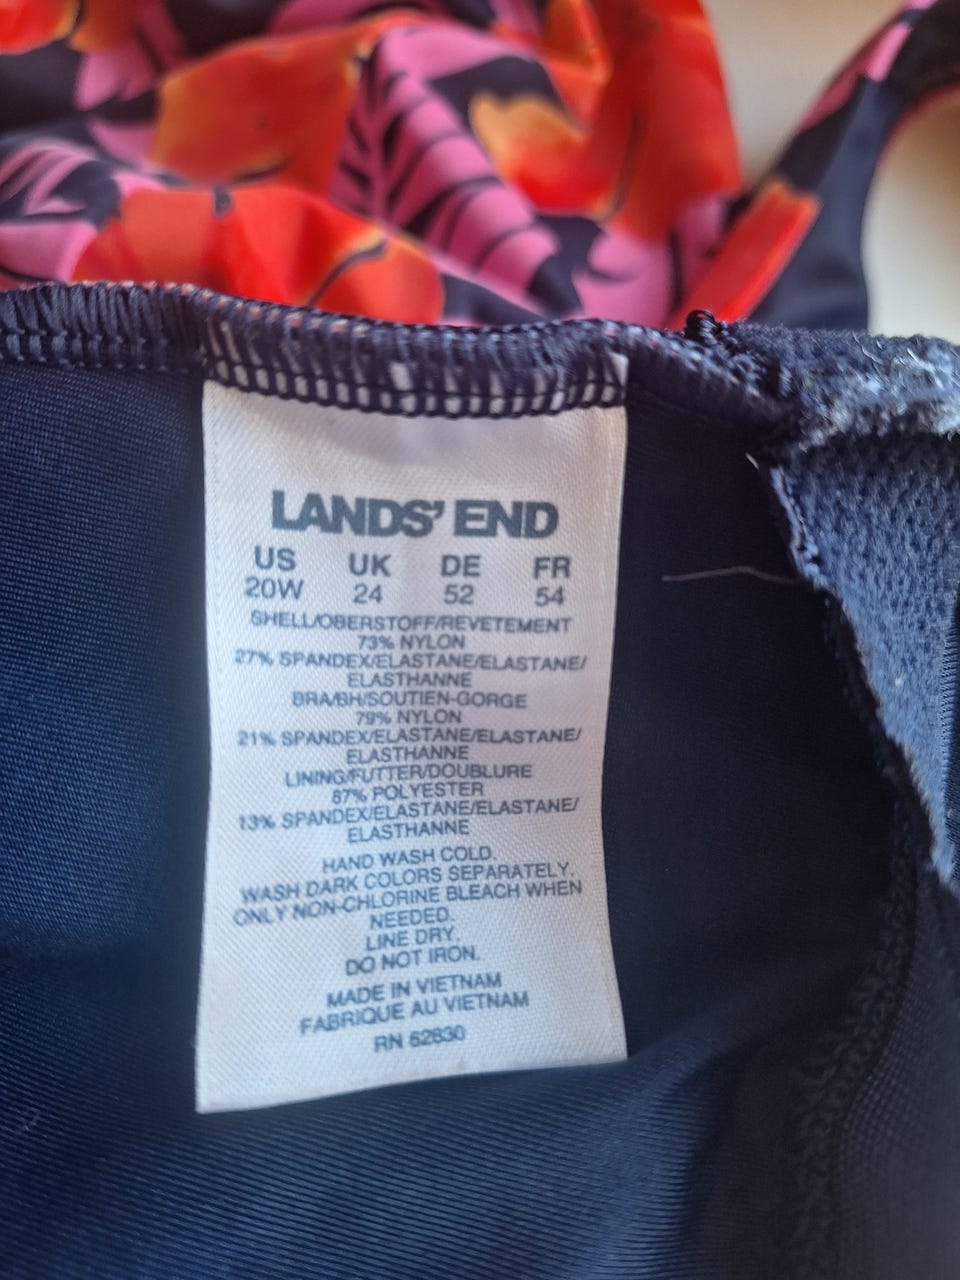 LANDS' END
US UK DE FR
20W 24 52 54
SHELL/OBERSTOFF/REVETEMENT
73% NYLON
27% SPANDEX/ELASTANE/ELASTANE/
ELASTHANNE
BRA/BH/SOUTIEN-GORGE
79% NYLON
21% SPANDEX/ELASTANE/ELASTANE/
ELASTHANNE
LINING/FUTTER/DOUBLURE
87% POLYESTER
13% SPANDEX/ELASTANE/ELASTANE/
ELASTHANNE
HAND WASH COLD.
WASH DARK COLORS SEPARATELY.
ONLY NON-CHLORINE BLEACH WHEN
NEEDED.
LINE DRY.
DO NOT IRON.
MADE IN VIETNAM
FABRIQUE AU VIETNAM
RN 62830